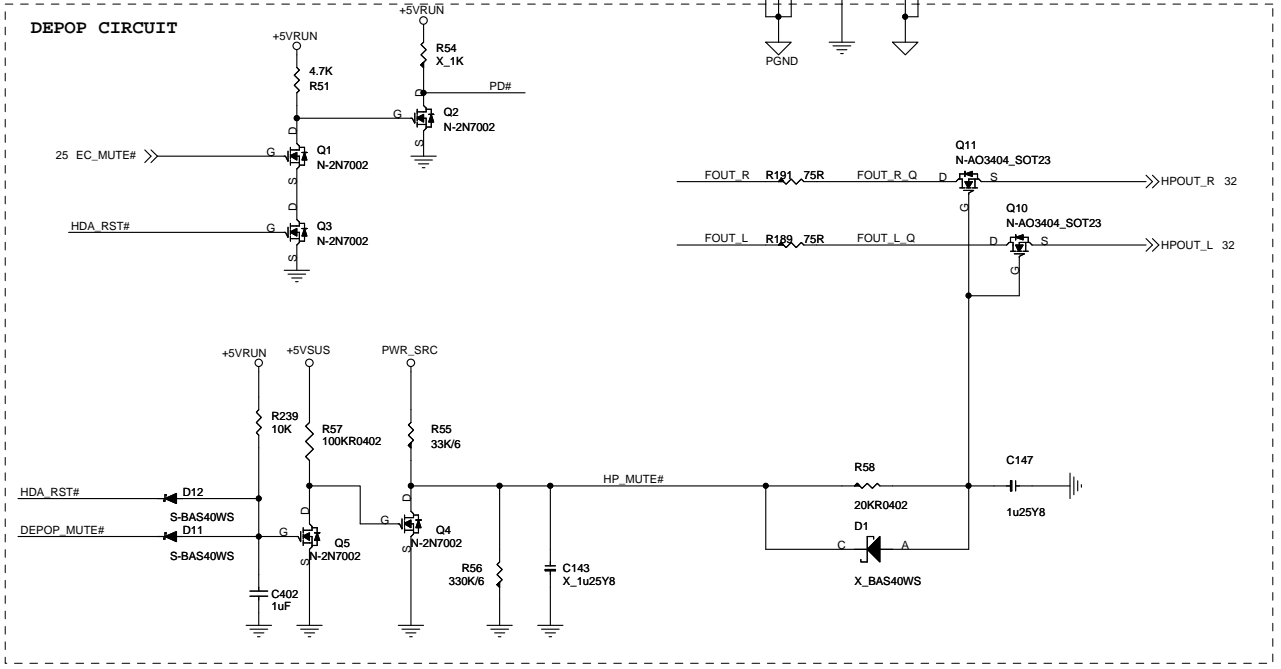 DEPOP CIRCUIT
+5VRUN
+5VRUN
4.7K
R51
R54
X_1K
PD#
D
G
Q2
N-2N7002
S
D
25 EC_MUTE#
G
Q1
N-2N7002
S
D
HDA_RST#
G
Q3
N-2N7002
S
PGND
Q11
N-AO3404_SOT23
FOUT_R
R191
75R
FOUT_R_Q
D
S
HPOUT_R 32
G
Q10
N-AO3404_SOT23
FOUT_L
R189
75R
FOUT_L_Q
D
S
HPOUT_L 32
G
+5VRUN
+5VSUS
PWR_SRC
R239
10K
R57
100KR0402
R55
33K/6
HDA_RST#
D12
S-BAS40WS
DEPOP_MUTE#
D11
S-BAS40WS
D
G
Q5
N-2N7002
S
D
G
Q4
N-2N7002
S
C402
1uF
R56
330K/6
C143
X_1u25Y8
HP_MUTE#
R58
20KR0402
D1
C
A
X_BAS40WS
C147
1u25Y8